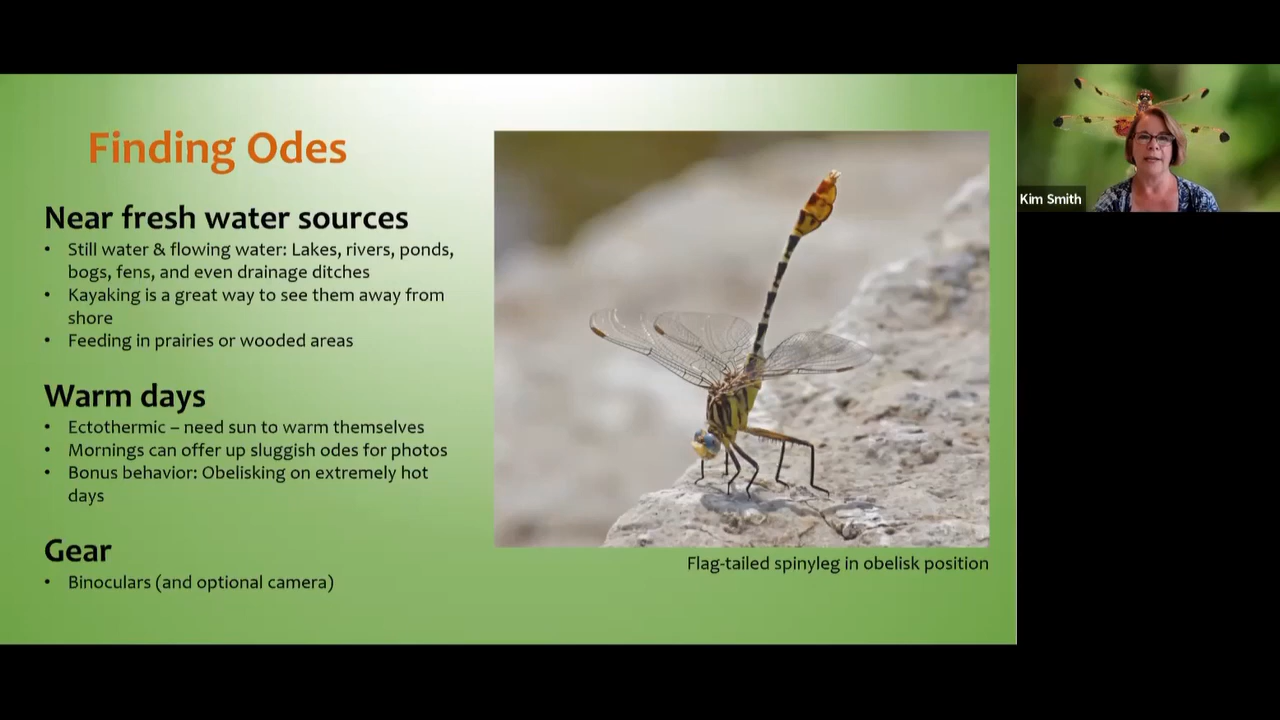 Finding Odes
Near fresh water sources
• Still water & flowing water: Lakes, rivers, ponds,
bogs, fens, and even drainage ditches
• Kayaking is a great way to see them away from
shore
• Feeding in prairies or wooded areas
Warm days
• Ectothermic – need sun to warm themselves
• Mornings can offer up sluggish odes for photos
• Bonus behavior: Obelisking on extremely hot
days
Gear
• Binoculars (and optional camera)
Flag-tailed spinyleg in obelisk position
Kim Smith